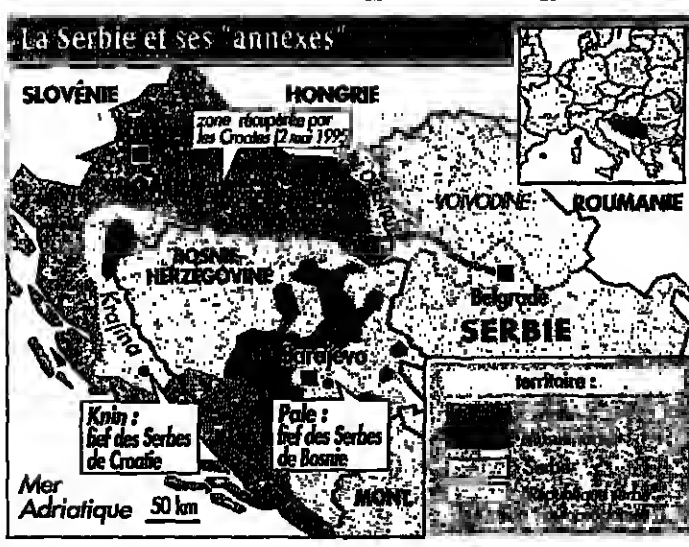 La Serbie et ses "annexes"
SLOVÉNIE
HONGRIE
zone récupérée par
les Croates (2 mai 1995
VOIVODINE
ROUMANIE
BOSNIE-
HERZÉGOVINE
Belgrade
SERBIE
Krajina
Sarajevo
Knin :
fief des Serbes
de Croatie
Pale :
fief des Serbes
de Bosnie
territoire :
Serbie
MONT.
Mer
Adriatique
50 km